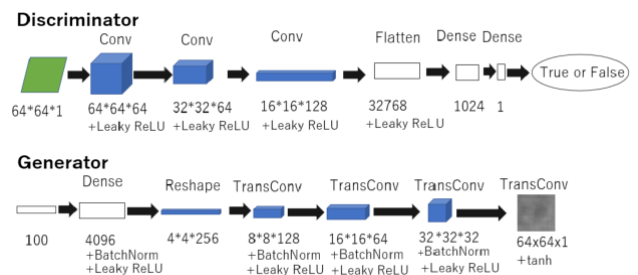 Discriminator
Conv Conv Conv Flatten Dense Dense
True or False
64*64*1 64*64*64 32*32*64 16*16*128 32768 1024 1
+Leaky ReLU +Leaky ReLU +Leaky ReLU +Leaky ReLU
Generator
Dense Reshape TransConv TransConv TransConv TransConv
100 4096 4*4*256 8*8*128 16*16*64 32*32*32 64x64x1
+BatchNorm +BatchNorm +BatchNorm +BatchNorm +tanh
+Leaky ReLU +Leaky ReLU +Leaky ReLU +Leaky ReLU